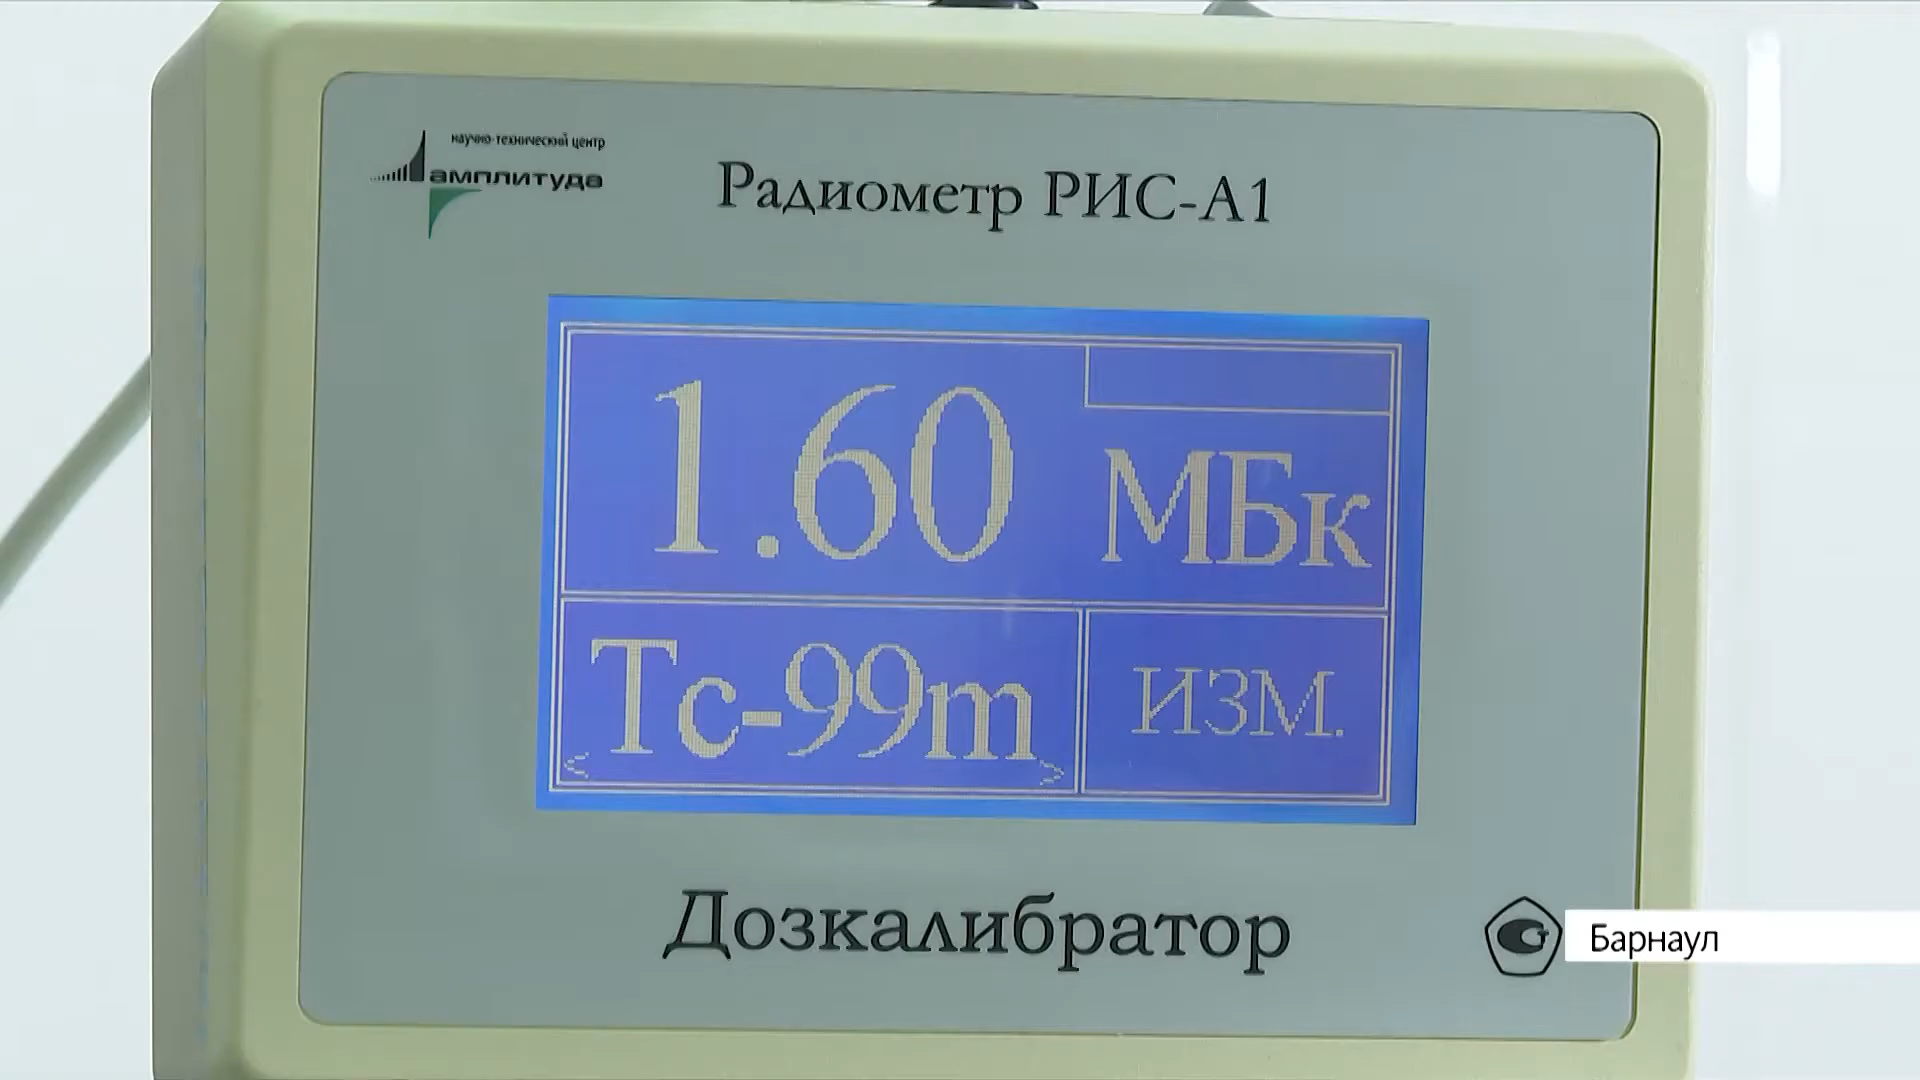 научно-технический центр
амплитуда
Радиометр РИС-А1
1.60 МБк
Tc-99m
ИЗМ.
Дозкалибратор
Барнаул